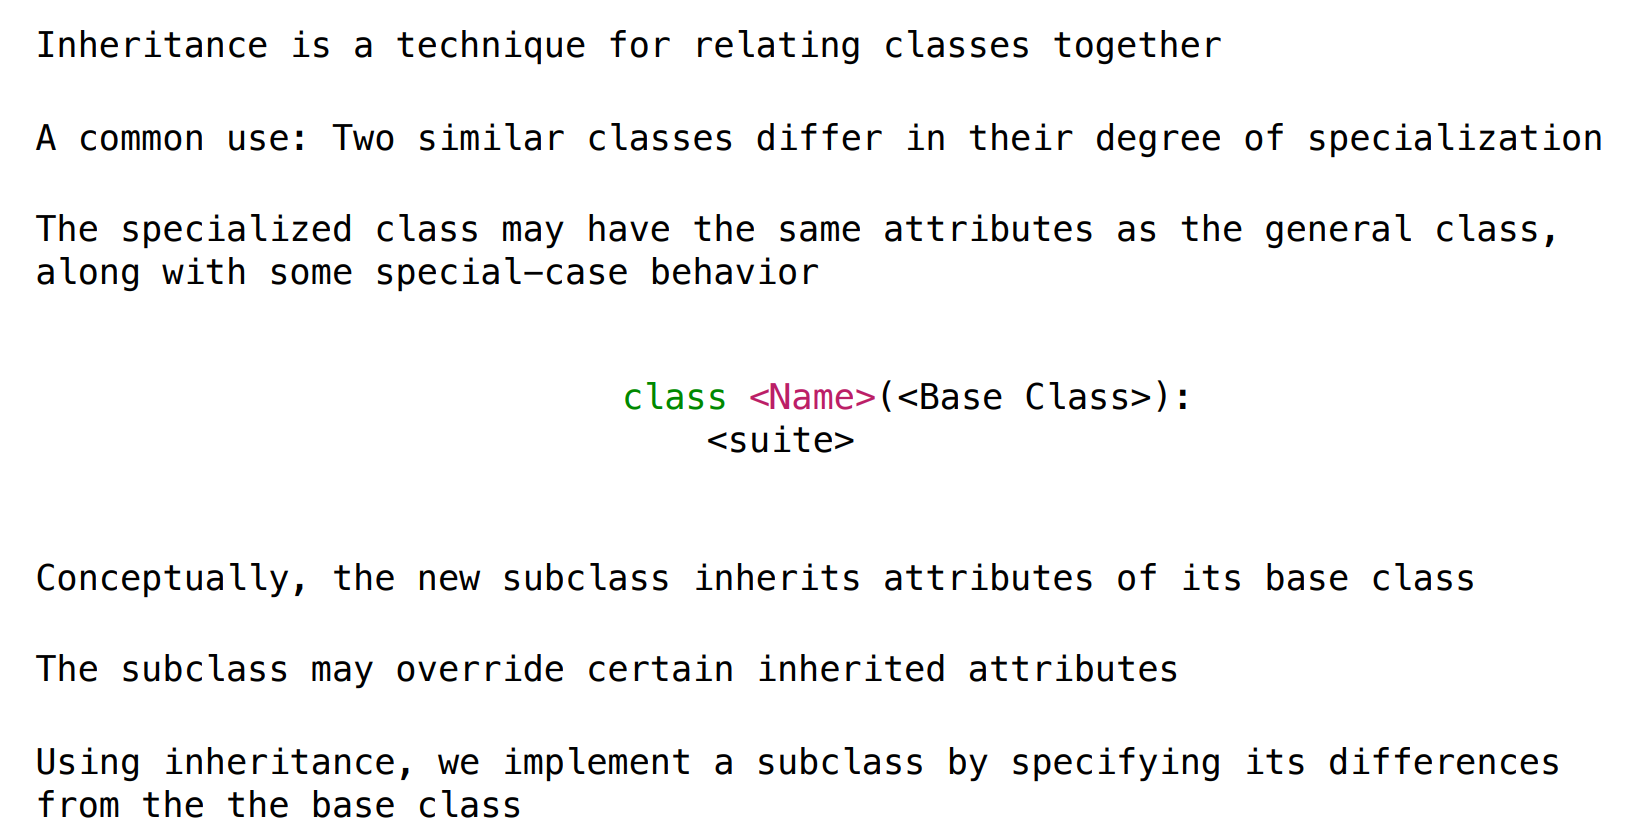 Inheritance is a technique for relating classes together
A common use: Two similar classes differ in their degree of specialization
The specialized class may have the same attributes as the general class,
along with some special-case behavior
class <Name>(<Base Class>):
<suite>
Conceptually, the new subclass inherits attributes of its base class
The subclass may override certain inherited attributes
Using inheritance, we implement a subclass by specifying its differences
from the the base class